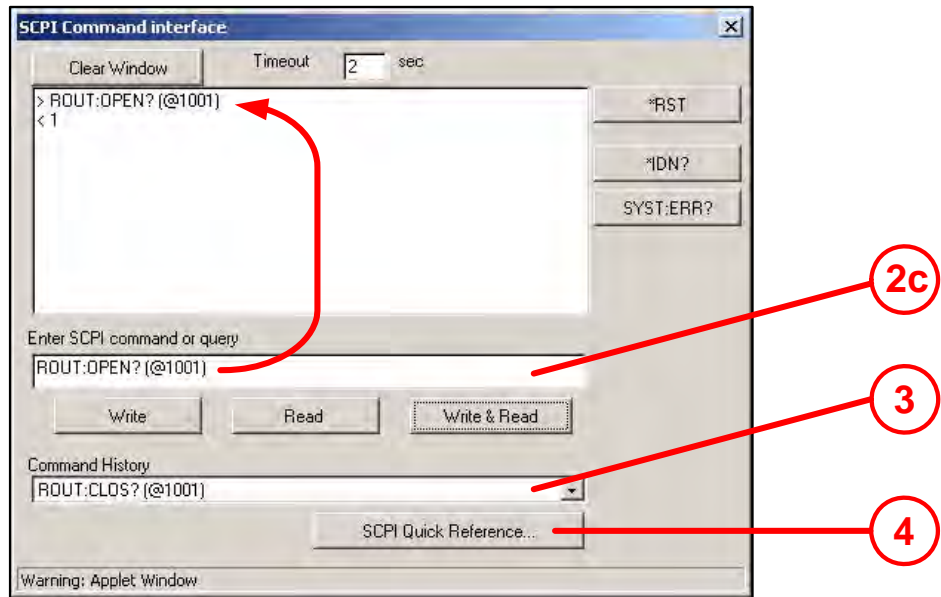 SCPI Command interface
Clear Window
Timeout 2 sec
> ROUT:OPEN? (@1001)
< 1
*RST
*IDN?
SYST:ERR?
2c
Enter SCPI command or query
ROUT:OPEN? (@1001)
Write Read Write & Read
3
Command History
ROUT:CLOS? (@1001)
SCPI Quick Reference...
4
Warning: Applet Window